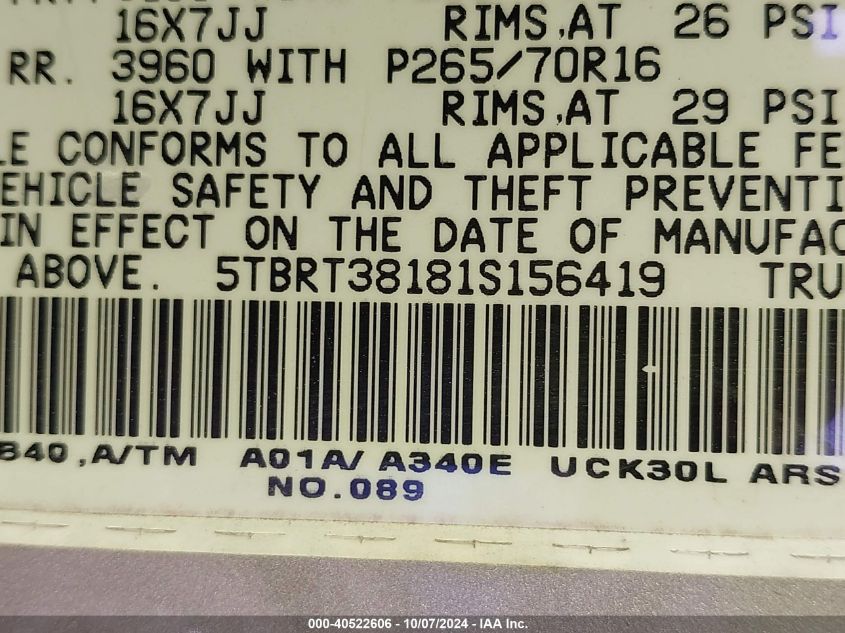 16X7JJ RIMS,AT 26 PSI
RR. 3960 WITH P265/70R16
16X7JJ RIMS,AT 29 PSI
LE CONFORMS TO ALL APPLICABLE FE
EHICLE SAFETY AND THEFT PREVENTI
IN EFFECT ON THE DATE OF MANUFAC
ABOVE. 5TBRT38181S156419 TRU
B40,A/TM A01A/A340E UCK30L ARS
NO.089
000-40522606 - 10/07/2024 - IAA Inc.